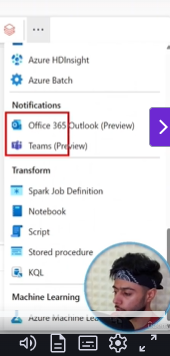 Azure HDInsight
Azure Batch
Notifications
Office 365 Outlook (Preview)
Teams (Preview)
Transform
Spark Job Definition
Notebook
Script
Stored procedure
KQL
Machine Learning
Azure Machine Lea